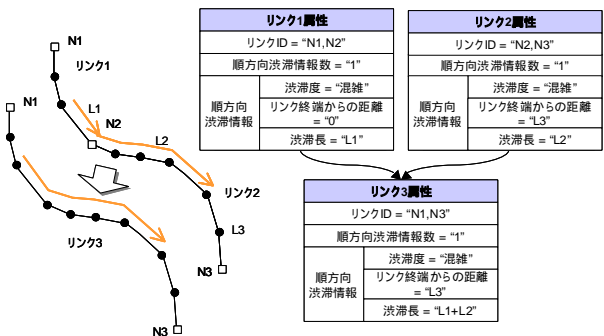 N1
リンク1
N1
L1
N2
L2
リンク2
リンク3
L3
N3
N3
リンク1属性
リンクID = “N1,N2”
順方向渋滞情報数 = “1”
順方向
渋滞情報
渋滞度 = “混雑”
リンク終端からの距離
= “0”
渋滞長 = “L1”
リンク2属性
リンクID = “N2,N3”
順方向渋滞情報数 = “1”
順方向
渋滞情報
渋滞度 = “混雑”
リンク終端からの距離
= “L3”
渋滞長 = “L2”
リンク3属性
リンクID = “N1,N3”
順方向渋滞情報数 = “1”
順方向
渋滞情報
渋滞度 = “混雑”
リンク終端からの距離
= “L3”
渋滞長 = “L1+L2”